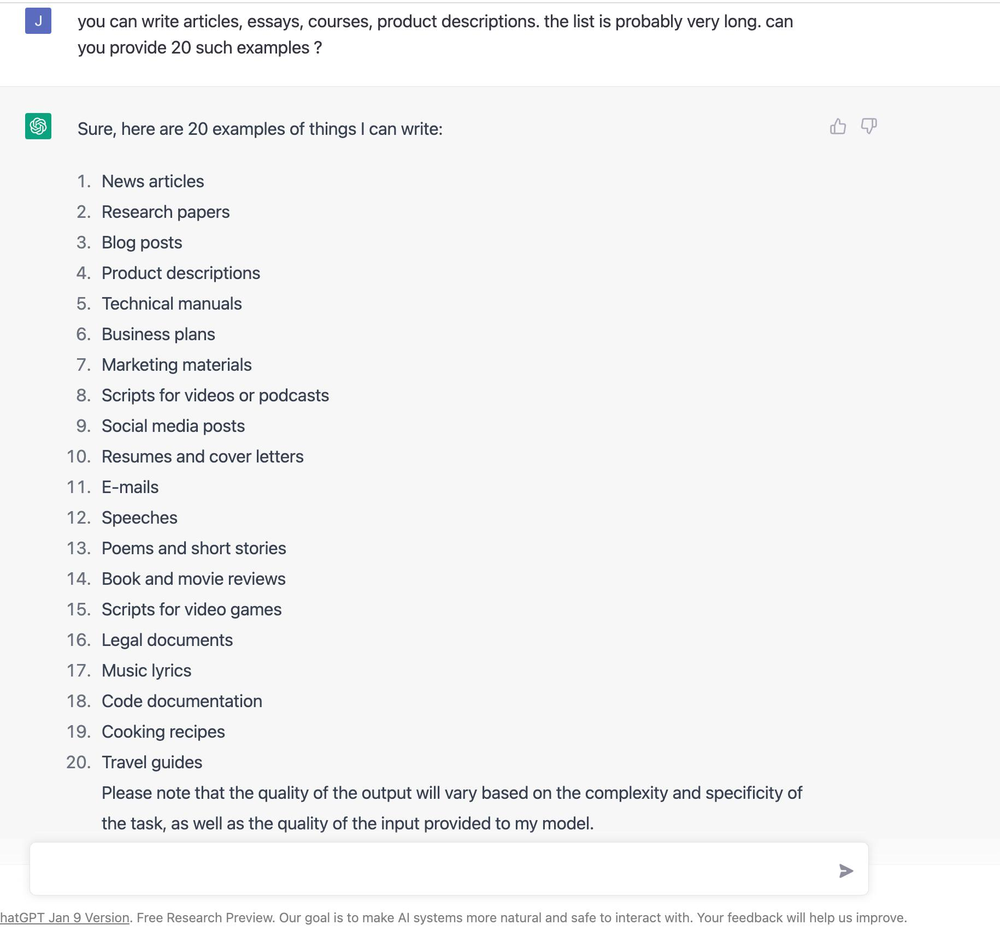 J
you can write articles, essays, courses, product descriptions. the list is probably very long. can
you provide 20 such examples ?
Sure, here are 20 examples of things I can write:
1. News articles
2. Research papers
3. Blog posts
4. Product descriptions
5. Technical manuals
6. Business plans
7. Marketing materials
8. Scripts for videos or podcasts
9. Social media posts
10. Resumes and cover letters
11. E-mails
12. Speeches
13. Poems and short stories
14. Book and movie reviews
15. Scripts for video games
16. Legal documents
17. Music lyrics
18. Code documentation
19. Cooking recipes
20. Travel guides
Please note that the quality of the output will vary based on the complexity and specificity of
the task, as well as the quality of the input provided to my model.
hatGPT Jan 9 Version. Free Research Preview. Our goal is to make AI systems more natural and safe to interact with. Your feedback will help us improve.